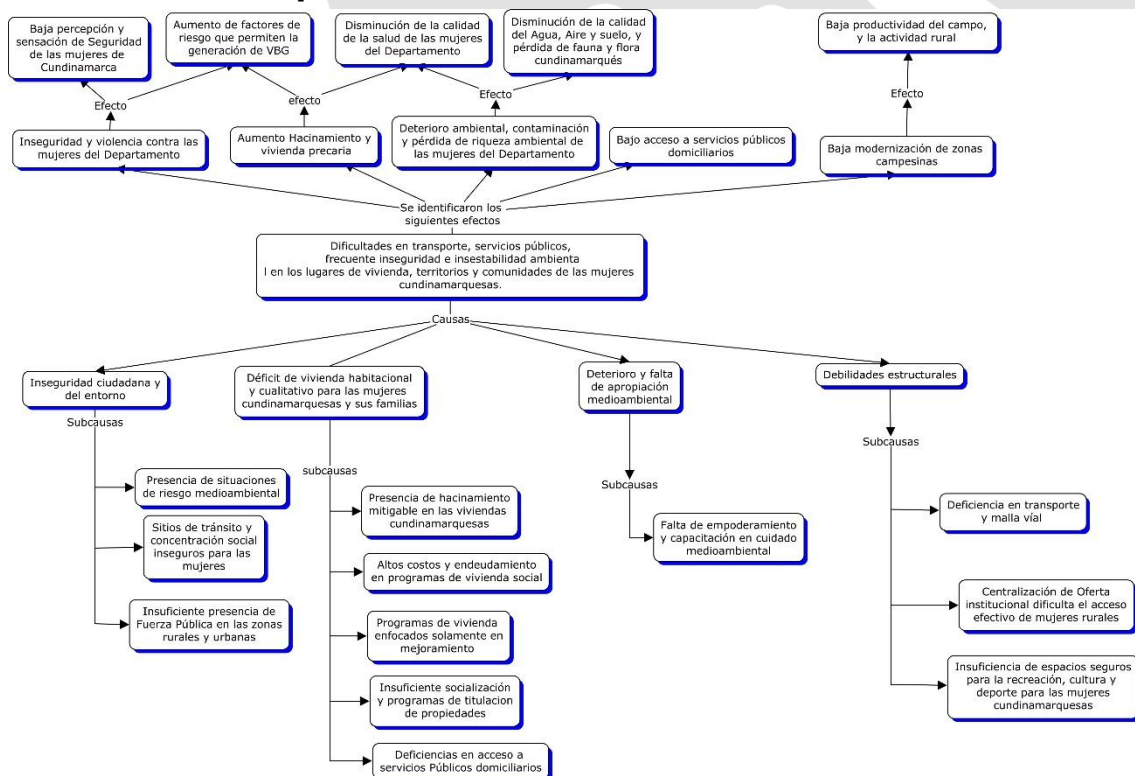 Baja percepción y
sensación de Seguridad
de las mujeres de
Cundinamarca
Aumento de factores de
riesgo que permiten la
generación de VBG
Disminución de la calidad
de la salud de las mujeres
del Departamento
Disminución de la calidad del
Agua, Aire y suelo, y
pérdida de fauna y flora
cundinamarqués
Baja productividad del campo,
y la actividad rural
Efecto
efecto
Efecto
Efecto
Inseguridad y violencia contra las
mujeres del Departamento
Aumento Hacinamiento y
vivienda precaria
Deterioro ambiental, contaminación
y pérdida de riqueza ambiental de
las mujeres del Departamento
Bajo acceso a servicios públicos
domiciliarios
Baja modernización de zonas
campesinas
Se identificaron los
siguientes efectos
Dificultades en transporte, servicios públicos,
frecuente inseguridad e insestabilidad ambienta
l en los lugares de vivienda, territorios y comunidades de las mujeres
cundinamarquesas.
Causas
Inseguridad ciudadana y
del entorno
Déficit de vivienda habitacional
y cualitativo para las mujeres
cundinamarquesas y sus familias
Deterioro y falta
de apropiación
medioambiental
Debilidades estructurales
Subcausas
subcausas
Subcausas
Subcausas
Presencia de situaciones
de riesgo medioambiental
Sitios de tránsito y
concentración social
inseguros para las
mujeres
Insuficiente presencia de
Fuerza Pública en las zonas
rurales y urbanas
Presencia de hacinamiento
mitigable en las viviendas
cundinamarquesas
Altos costos y endeudamiento
en programas de vivienda social
Programas de vivienda
enfocados solamente en
mejoramiento
Insuficiente socialización
y programas de titulacion
de propiedades
Deficiencias en acceso a
servicios Públicos domiciliarios
Falta de empoderamiento
y capacitación en cuidado
medioambiental
Deficiencia en transporte
y malla víal
Centralización de Oferta
institucional dificulta el acceso
efectivo de mujeres rurales
Insuficiencia de espacios seguros
para la recreación, cultura y
deporte para las mujeres
cundinamarquesas